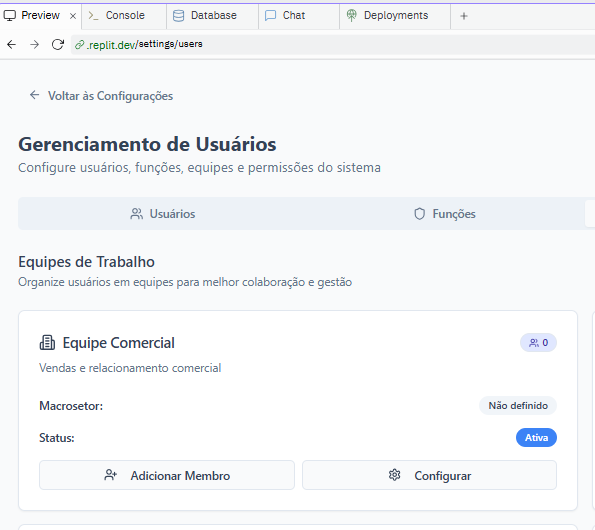 Preview
Console
Database
Chat
Deployments
.replit.dev/settings/users
Voltar às Configurações
Gerenciamento de Usuários
Configure usuários, funções, equipes e permissões do sistema
Usuários
Funções
Equipes de Trabalho
Organize usuários em equipes para melhor colaboração e gestão
Equipe Comercial
0
Vendas e relacionamento comercial
Macrosetor:
Não definido
Status:
Ativa
Adicionar Membro
Configurar